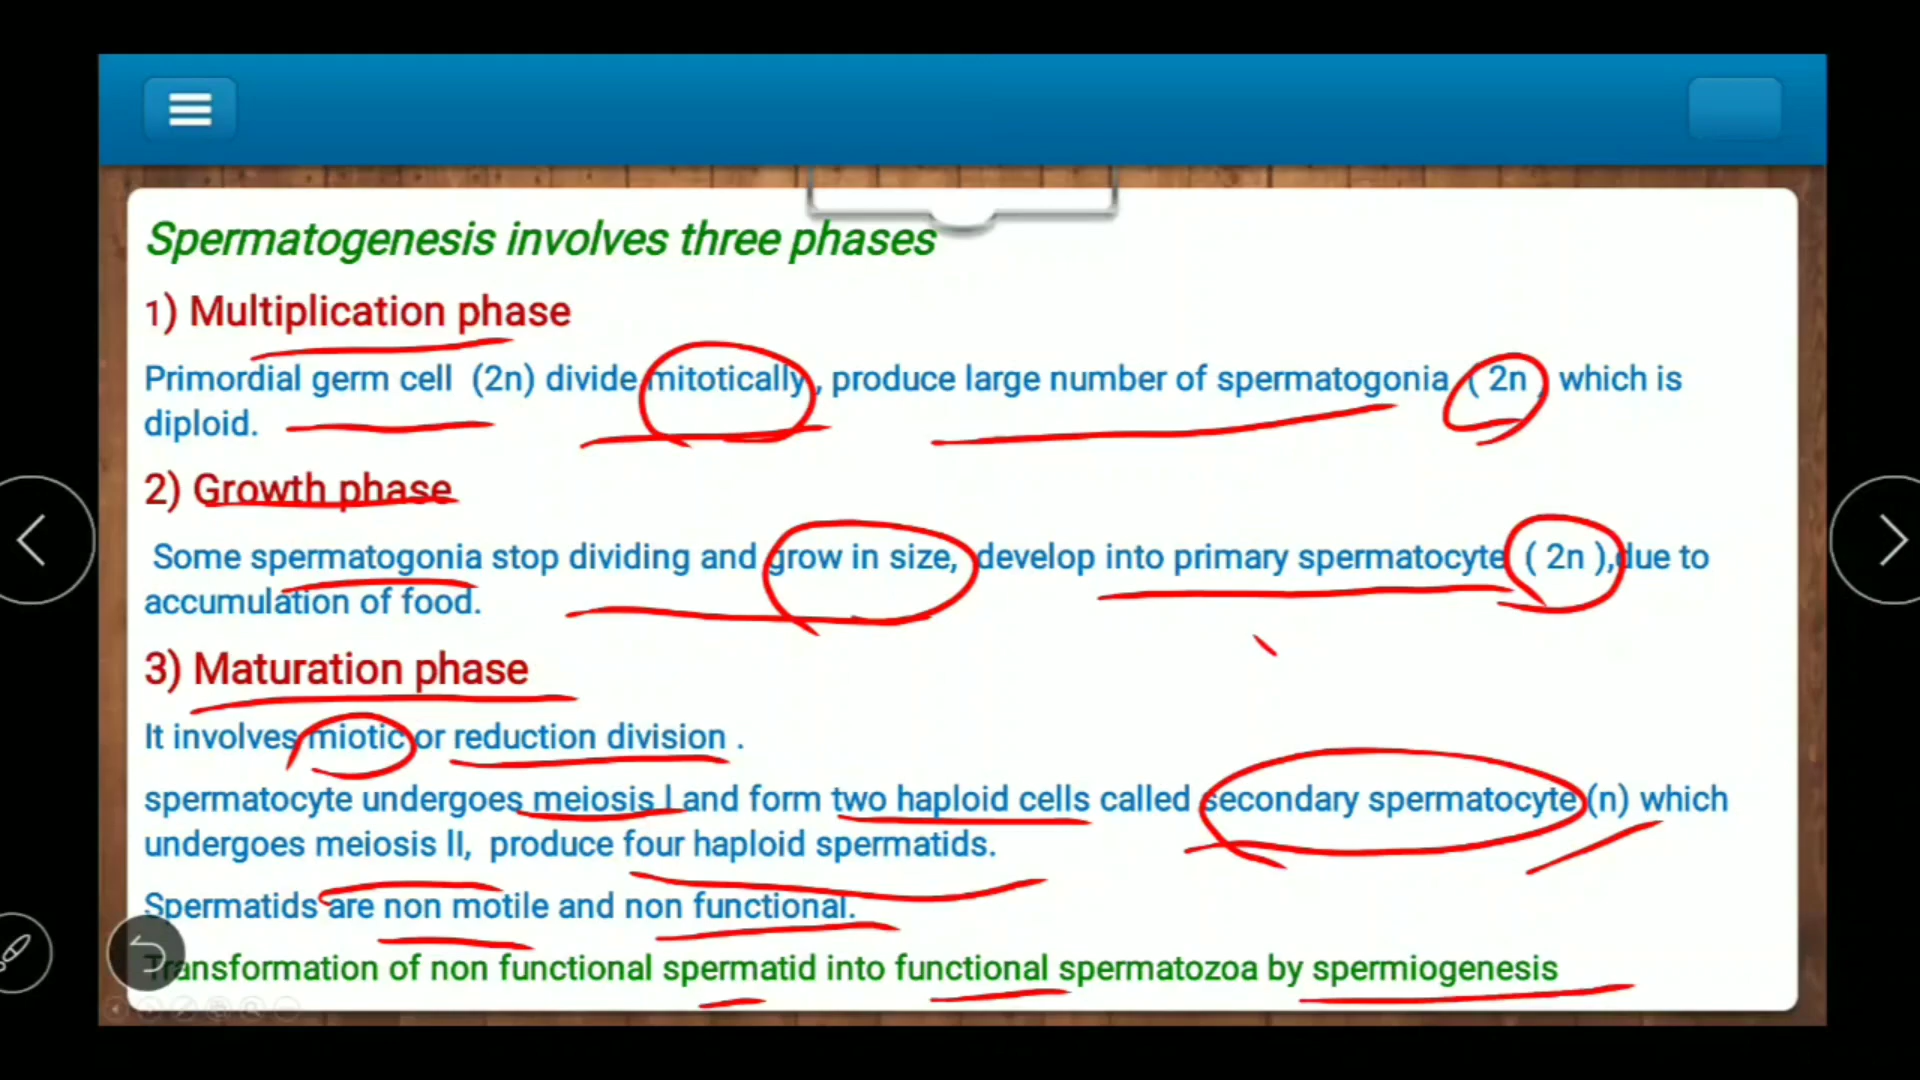 Spermatogenesis involves three phases
1) Multiplication phase
Primordial germ cell (2n) divide mitotically , produce large number of spermatogonia ( 2n ) which is
diploid.
2) Growth phase
Some spermatogonia stop dividing and grow in size, develop into primary spermatocyte ( 2n ),due to
accumulation of food.
3) Maturation phase
It involves miotic or reduction division .
spermatocyte undergoes meiosis I and form two haploid cells called secondary spermatocyte (n) which
undergoes meiosis II, produce four haploid spermatids.
Spermatids are non motile and non functional.
Transformation of non functional spermatid into functional spermatozoa by spermiogenesis